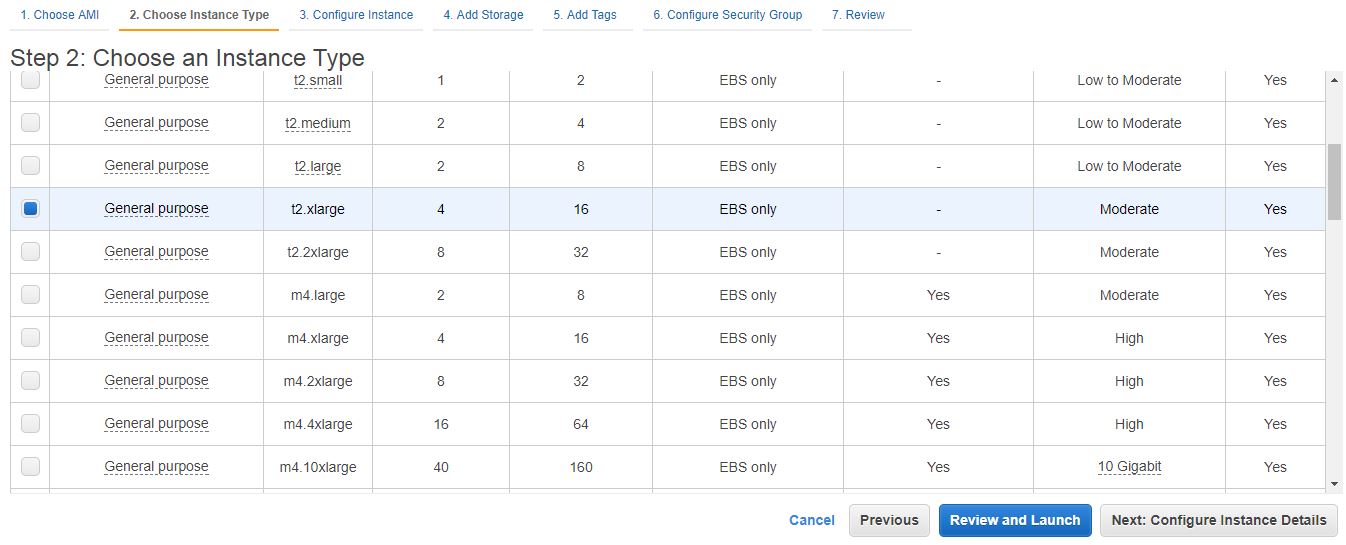 1. Choose AMI 2. Choose Instance Type 3. Configure Instance 4. Add Storage 5. Add Tags 6. Configure Security Group 7. Review
Step 2: Choose an Instance Type
General purpose t2.small 1 2 EBS only - Low to Moderate Yes
General purpose t2.medium 2 4 EBS only - Low to Moderate Yes
General purpose t2.large 2 8 EBS only - Low to Moderate Yes
General purpose t2.xlarge 4 16 EBS only - Moderate Yes
General purpose t2.2xlarge 8 32 EBS only - Moderate Yes
General purpose m4.large 2 8 EBS only Yes Moderate Yes
General purpose m4.xlarge 4 16 EBS only Yes High Yes
General purpose m4.2xlarge 8 32 EBS only Yes High Yes
General purpose m4.4xlarge 16 64 EBS only Yes High Yes
General purpose m4.10xlarge 40 160 EBS only Yes 10 Gigabit Yes
Cancel Previous Review and Launch Next: Configure Instance Details